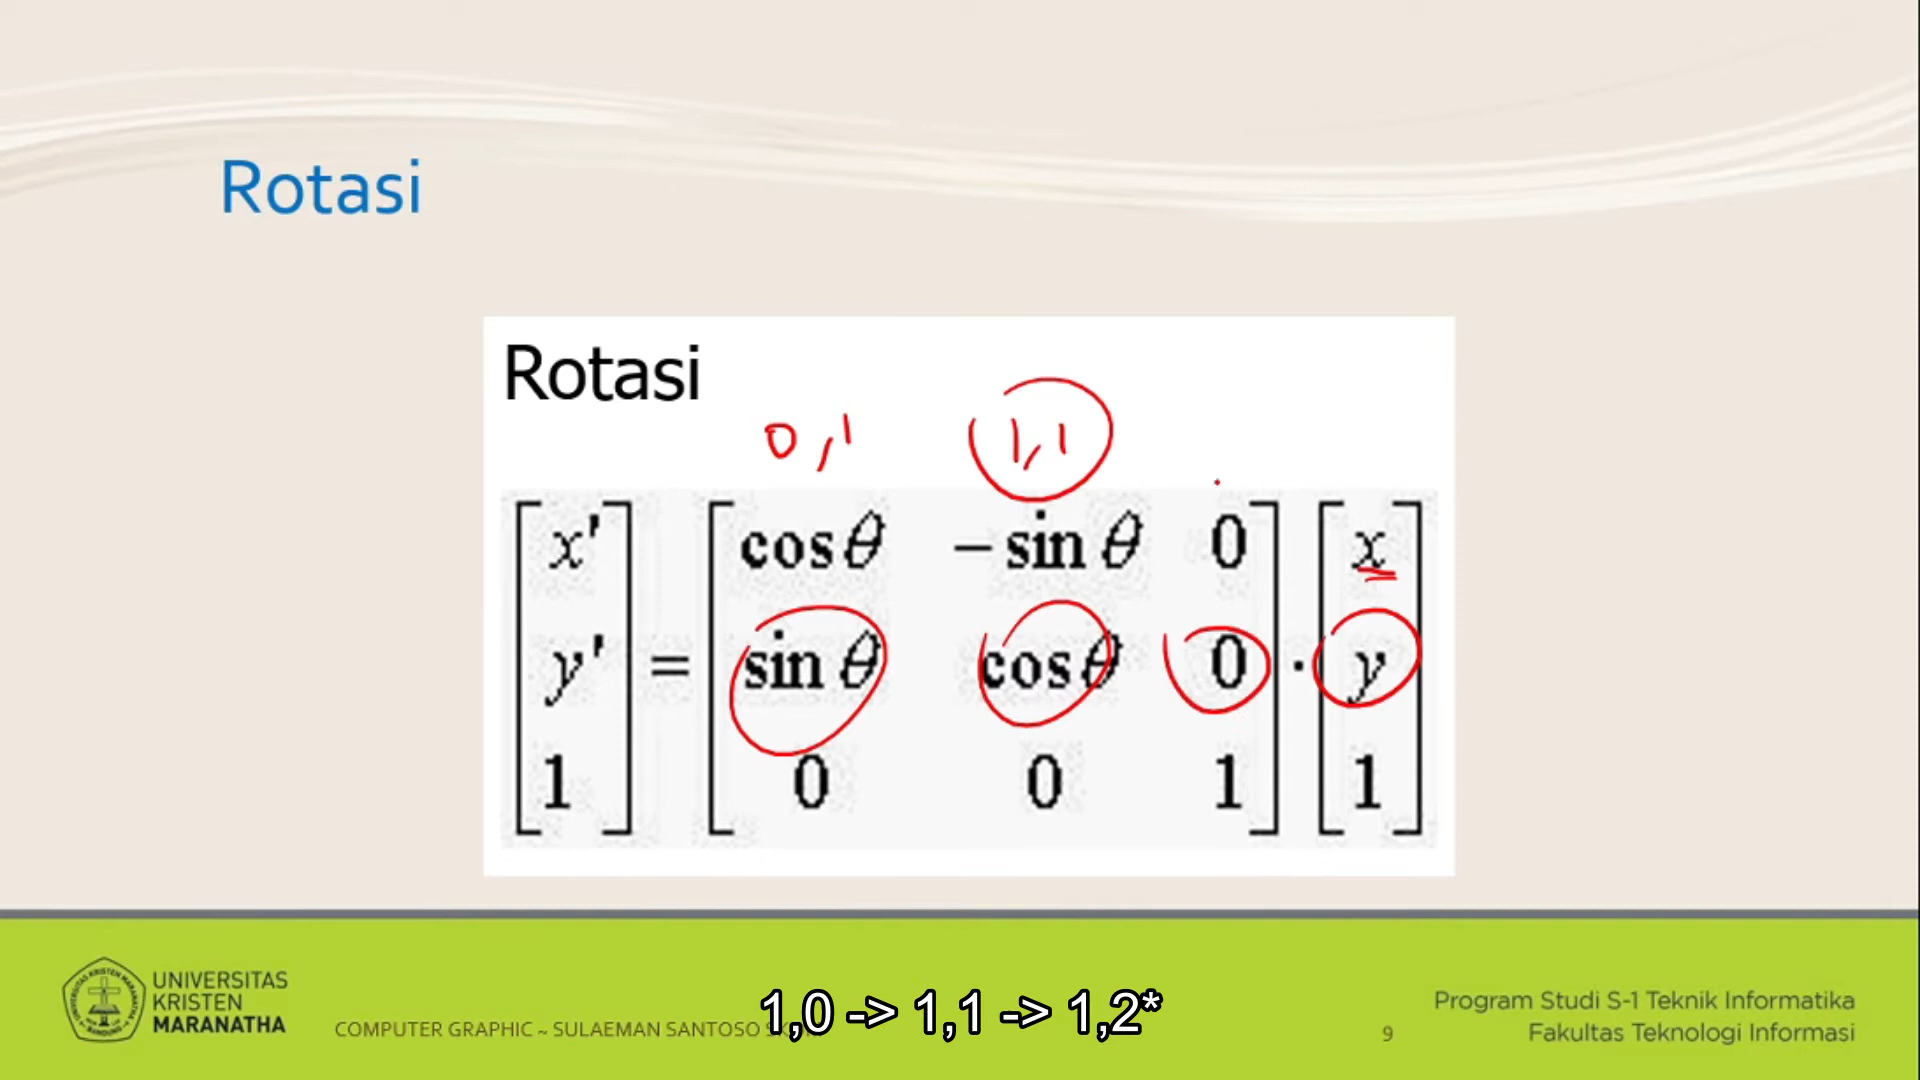 Rotasi
Rotasi
0,1 1,1
[x'] = [cos θ − sin θ 0] [x]
[y'] = [sin θ cos θ 0] · [y]
[1] = [0 0 1] [1]
UNIVERSITAS
KRISTEN
MARANATHA
COMPUTER GRAPHIC ~ SULAEMAN SANTOSO
1,0 -> 1,1 -> 1,2*
9
Program Studi S-1 Teknik Informatika
Fakultas Teknologi Informasi